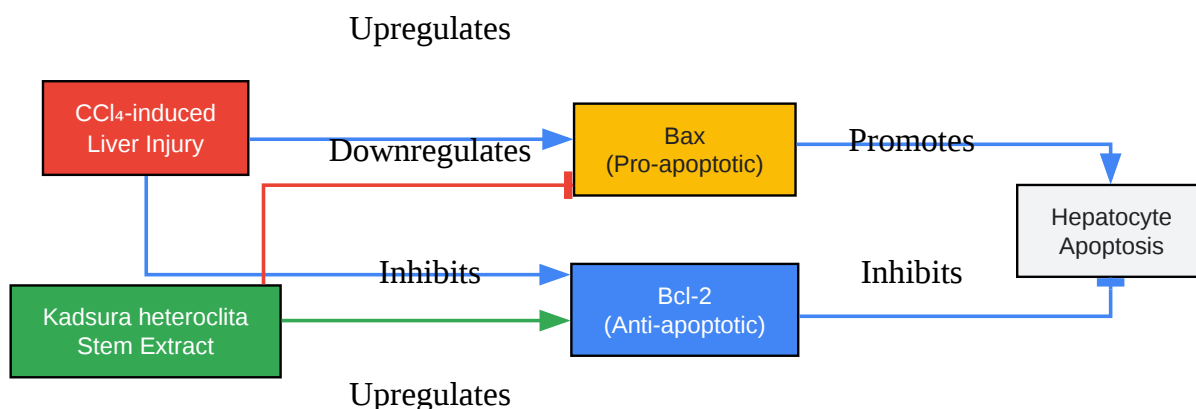 Upregulates
CCl₄-induced
Liver Injury
Downregulates
Bax
(Pro-apoptotic)
Promotes
Hepatocyte
Apoptosis
Inhibits
Bcl-2
(Anti-apoptotic)
Inhibits
Kadsura heteroclita
Stem Extract
Upregulates